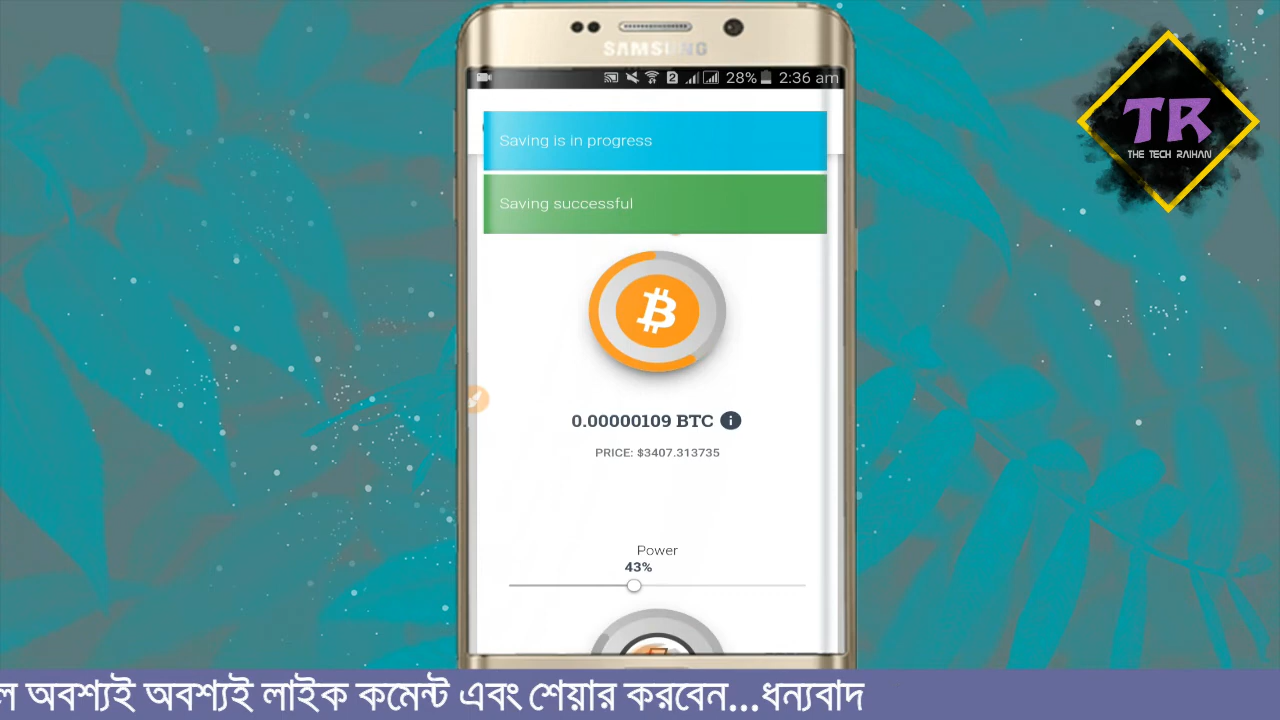 SAMSUNG
2 28% 2:36 am
Saving is in progress
Saving successful
TR
THE TECH RAIHAN
0.00000109 BTC i
PRICE: $3407.313735
Power
43%
ল অবশ্যই অবশ্যই লাইক কমেন্ট এবং শেয়ার করবেন...ধন্যবাদ